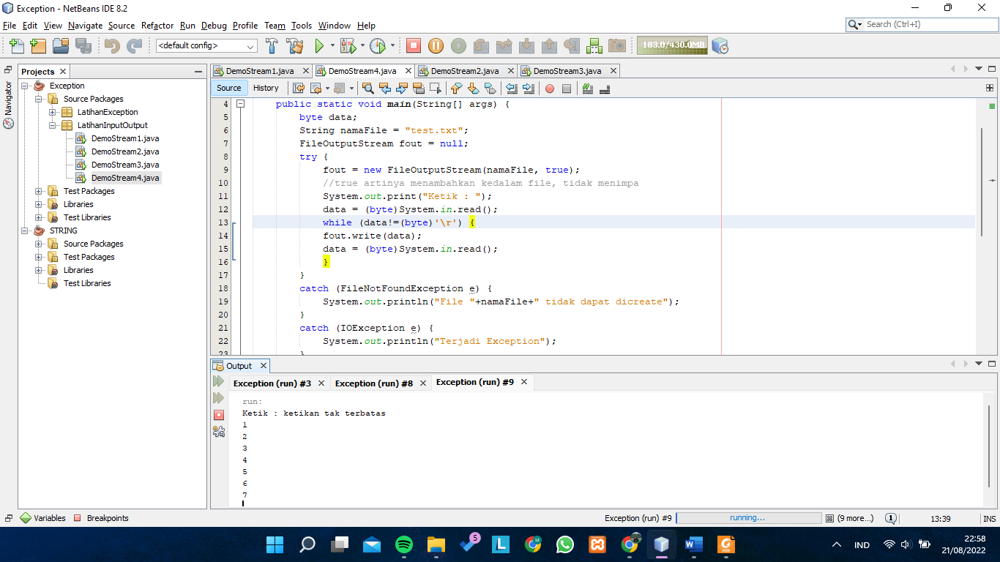 Exception - NetBeans IDE 8.2
File Edit View Navigate Source Refactor Run Debug Profile Team Tools Window Help
Search (Ctrl+I)
<default config>
183.0/430.0MB
Projects
Navigator
Exception
Source Packages
LatihanException
LatihanInputOutput
DemoStream1.java
DemoStream2.java
DemoStream3.java
DemoStream4.java
Test Packages
Libraries
Test Libraries
STRING
Source Packages
Test Packages
Libraries
Test Libraries
DemoStream1.java DemoStream4.java DemoStream2.java DemoStream3.java
Source History
4 public static void main(String[] args) {
5 byte data;
6 String namaFile = "test.txt";
7 FileOutputStream fout = null;
8 try {
9 fout = new FileOutputStream(namaFile, true);
10 //true artinya menambahkan kedalam file, tidak menimpa
11 System.out.print("Ketik : ");
12 data = (byte)System.in.read();
13 while (data!=(byte)'\r') {
14 fout.write(data);
15 data = (byte)System.in.read();
16 }
17 }
18 catch (FileNotFoundException e) {
19 System.out.println("File "+namaFile+" tidak dapat dicreate");
20 }
21 catch (IOException e) {
22 System.out.println("Terjadi Exception");
23 }
Output
Exception (run) #3 Exception (run) #8 Exception (run) #9
run:
Ketik : ketikan tak terbatas
1
2
3
4
5
6
7
Variables Breakpoints
Exception (run) #9 running... (9 more...) 1 13:39 INS
5
L
M
W
PDF
IND
22:58
21/08/2022